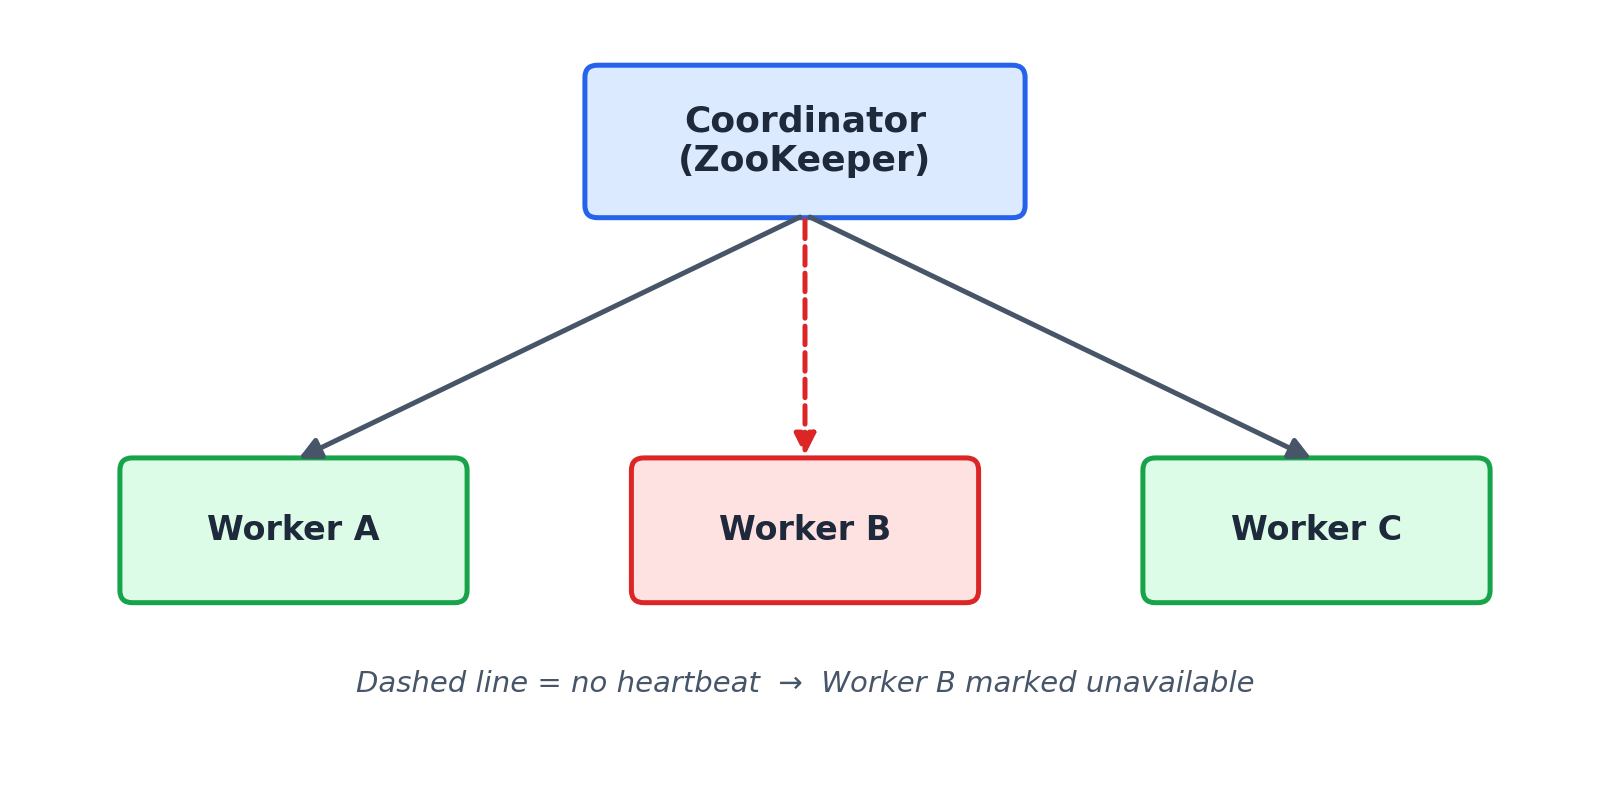 Coordinator
(ZooKeeper)
Worker A
Worker B
Worker C
Dashed line = no heartbeat → Worker B marked unavailable